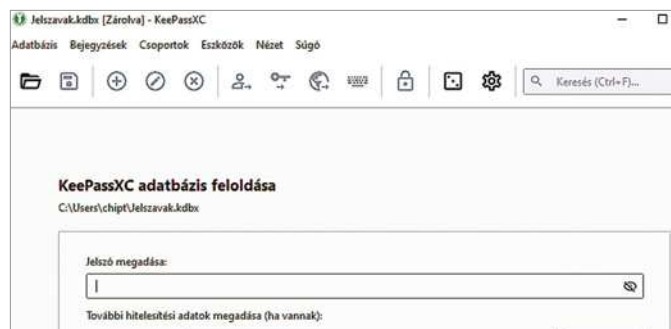 Jelszavak.kdbx [Zárolva] - KeePassXC
Adatbázis Bejegyzések Csoportok Eszközök Nézet Súgó
Keresés (Ctrl+F)...
KeePassXC adatbázis feloldása
C:\Users\chipt\Jelszavak.kdbx
Jelszó megadása:
További hitelesítési adatok megadása (ha vannak):